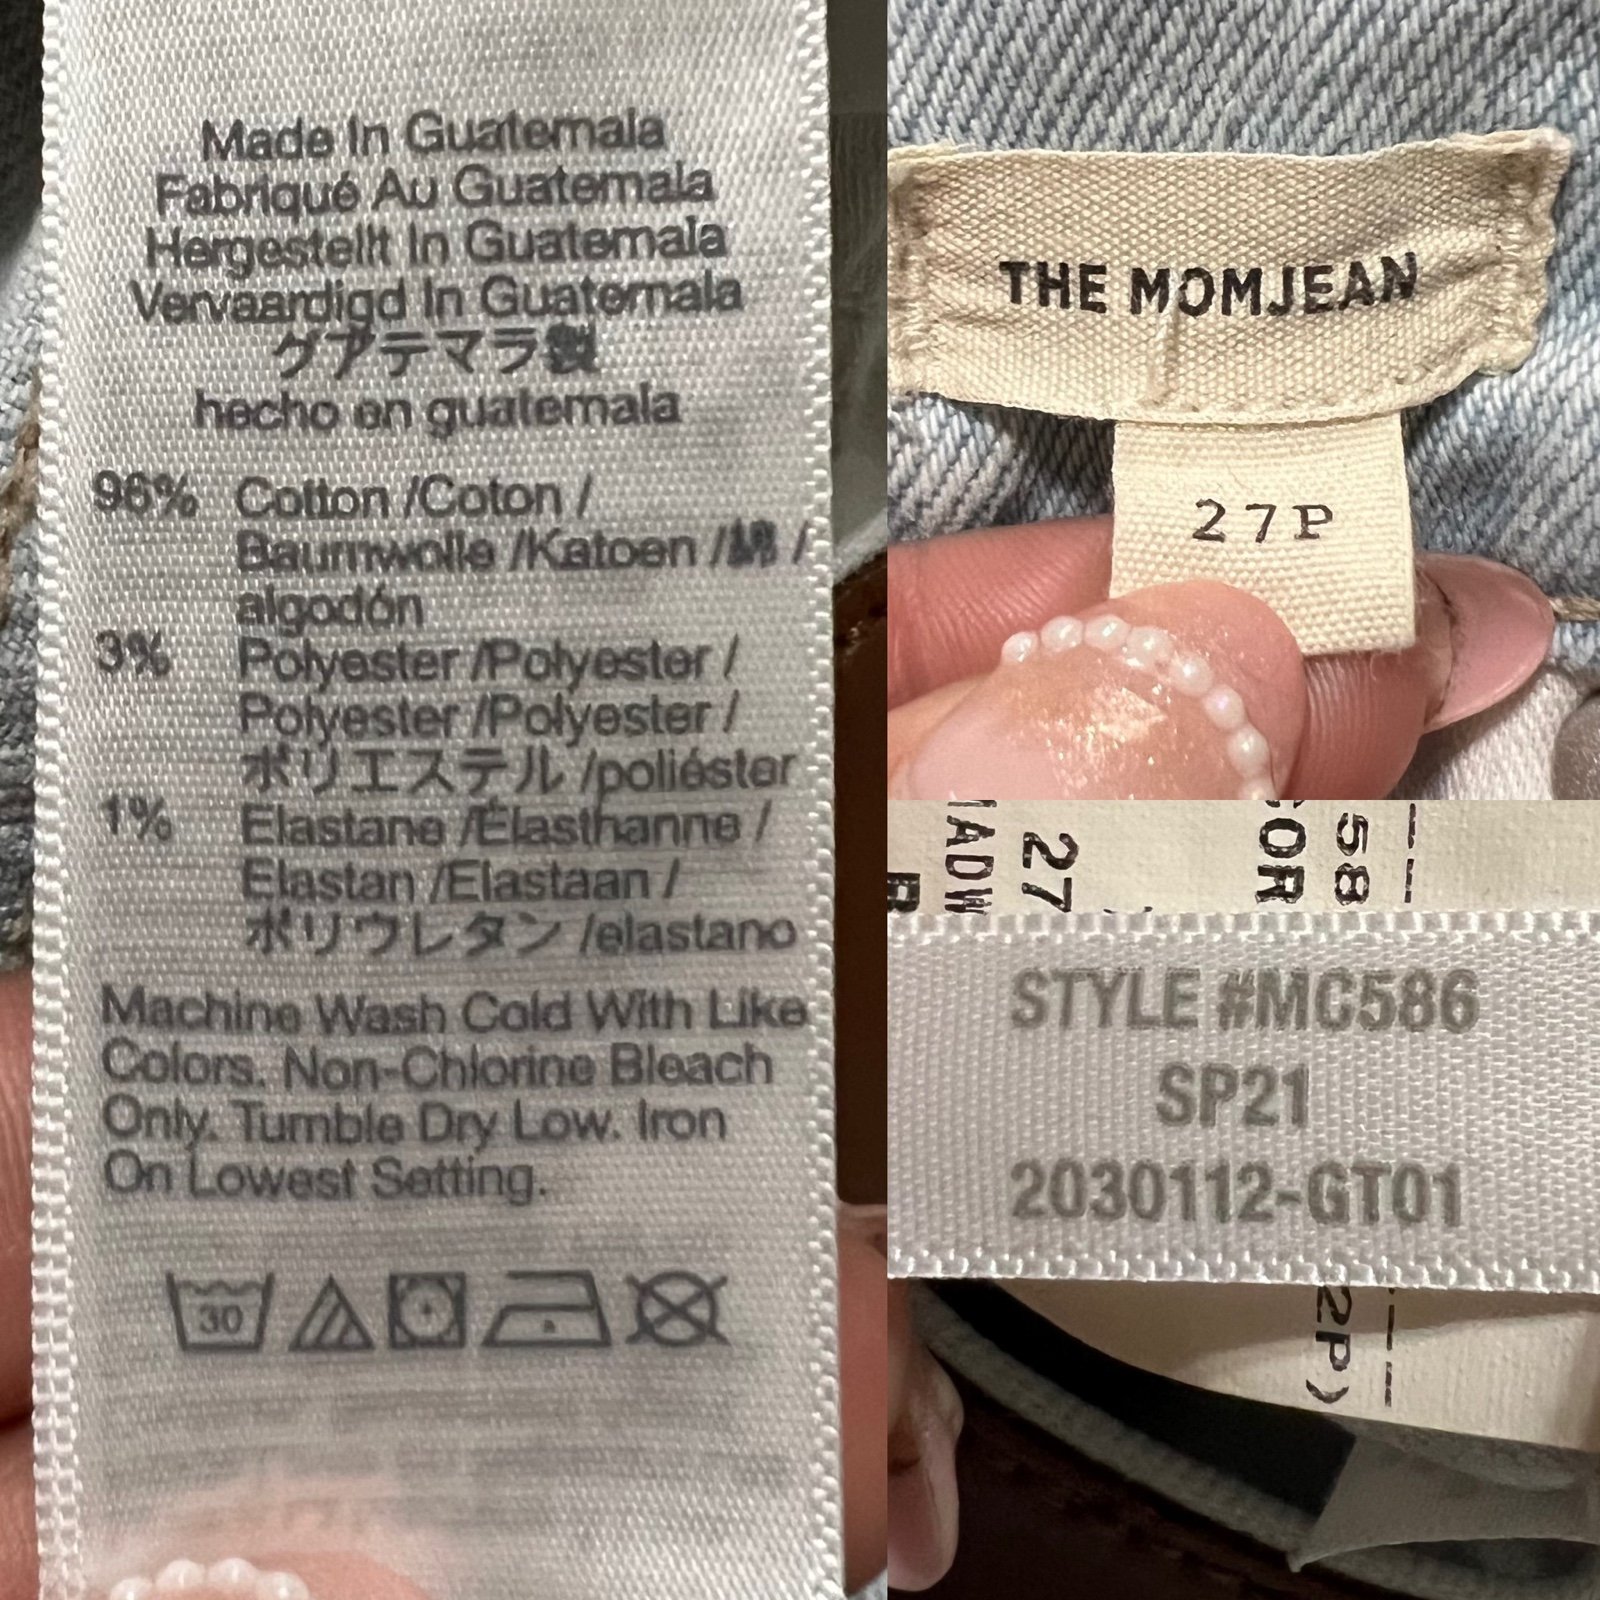 Made In Guatemala
Fabriqué Au Guatemala
Hergestellt In Guatemala
Vervaardigd In Guatemala
グアテマラ製
hecho en guatemala
96% Cotton /Coton /
Baumwolle /Katoen /綿 /
algodón
3% Polyester /Polyester /
Polyester /Polyester /
ポリエステル /poliéster
1% Elastane /Élasthanne /
Elastan /Elastaan /
ポリウレタン /elastano
Machine Wash Cold With Like
Colors. Non-Chlorine Bleach
Only. Tumble Dry Low. Iron
On Lowest Setting.
30
THE MOMJEAN
27P
27
58
STYLE #MC586
SP21
2030112-GT01
2P)